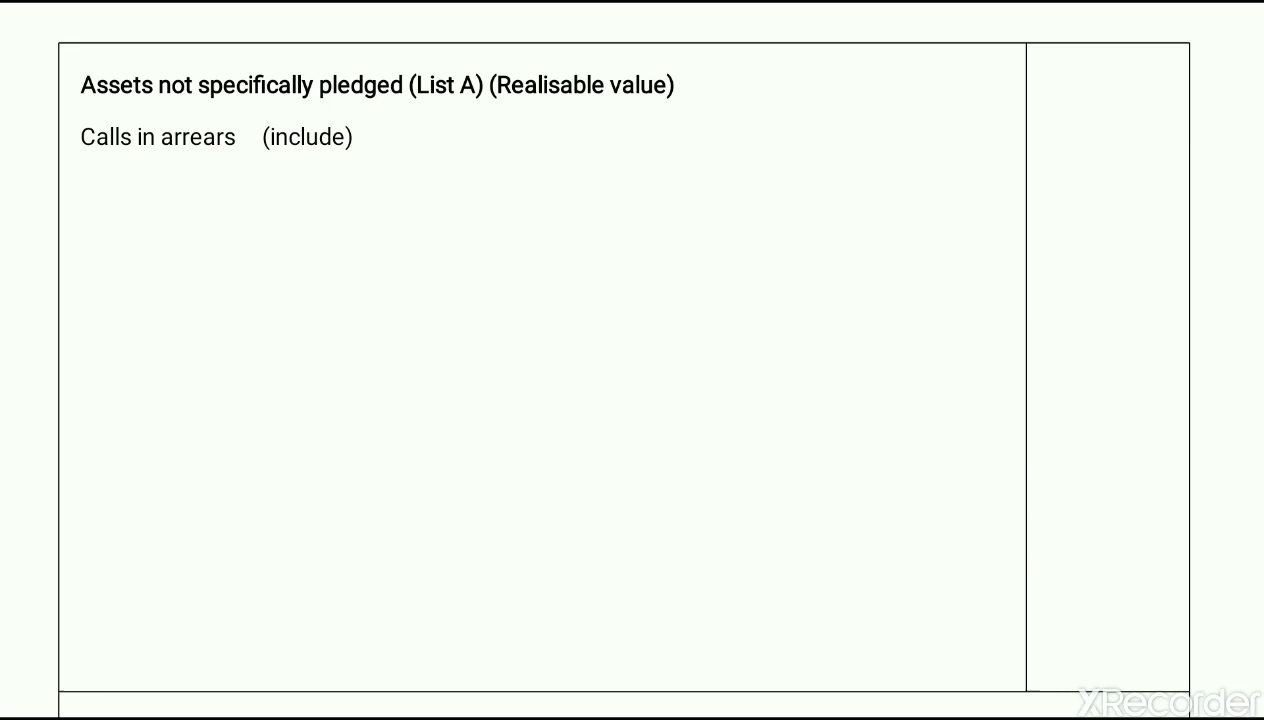 Assets not specifically pledged (List A) (Realisable value)
Calls in arrears (include)
XRecorder